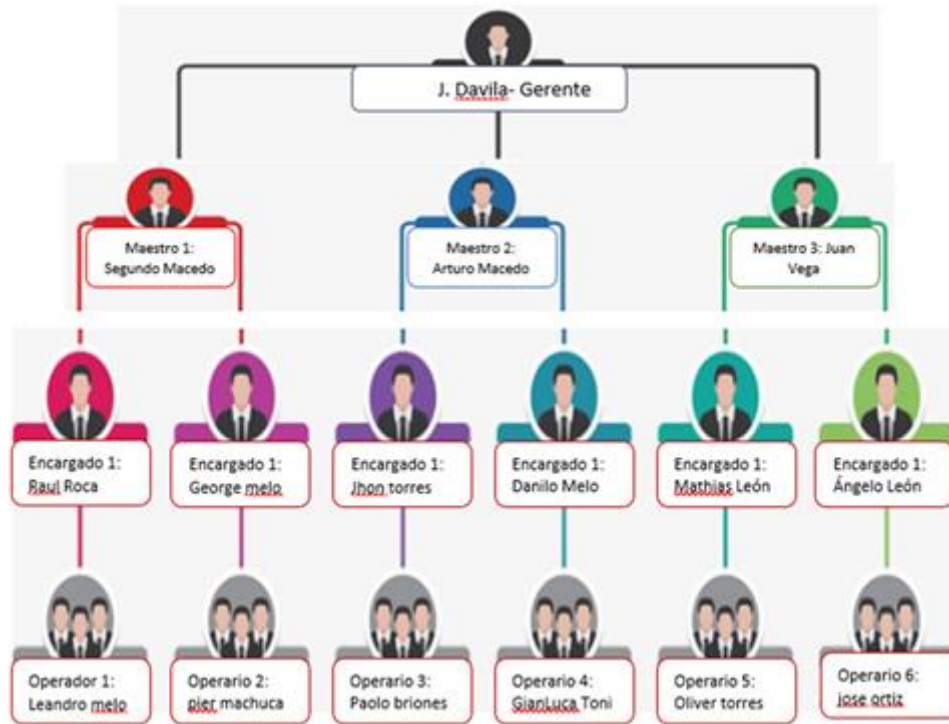 J. Davila- Gerente
Maestro 1:
Segundo Macedo
Maestro 2:
Arturo Macedo
Maestro 3: Juan
Vega
Encargado 1:
Raul Roca
Encargado 1:
George melo
Encargado 1:
Jhon torres
Encargado 1:
Danilo Melo
Encargado 1:
Mathias León
Encargado 1:
Ángelo León
Operador 1:
Leandro melo
Operario 2:
pier machuca
Operario 3:
Paolo briones
Operario 4:
GianLuca Toni
Operario 5:
Oliver torres
Operario 6:
jose ortiz